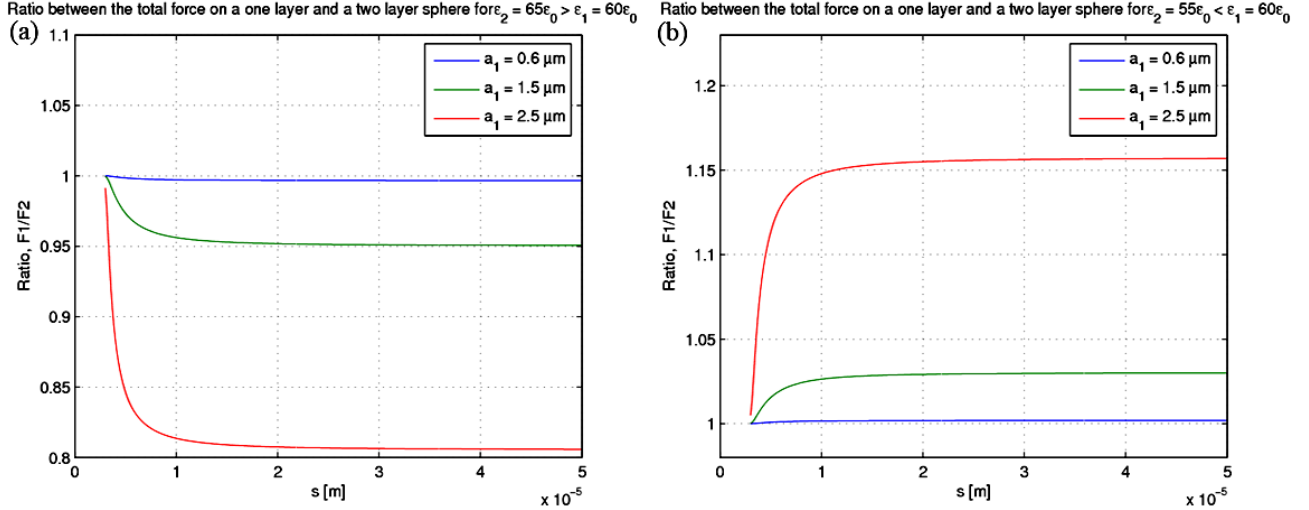 Ratio between the total force on a one layer and a two layer sphere forε₂ = 65ε₀ > ε₁ = 60ε₀
(a)
1.1
1.05
1
0.95
0.9
0.85
0.8
Ratio, F1/F2
a₁ = 0.6 µm
a₁ = 1.5 µm
a₁ = 2.5 µm
0
1
2
3
4
5
s [m]
x 10⁻⁵
Ratio between the total force on a one layer and a two layer sphere forε₂ = 55ε₀ < ε₁ = 60ε₀
(b)
1.2
1.15
1.1
1.05
1
Ratio, F1/F2
a₁ = 0.6 µm
a₁ = 1.5 µm
a₁ = 2.5 µm
0
1
2
3
4
5
s [m]
x 10⁻⁵